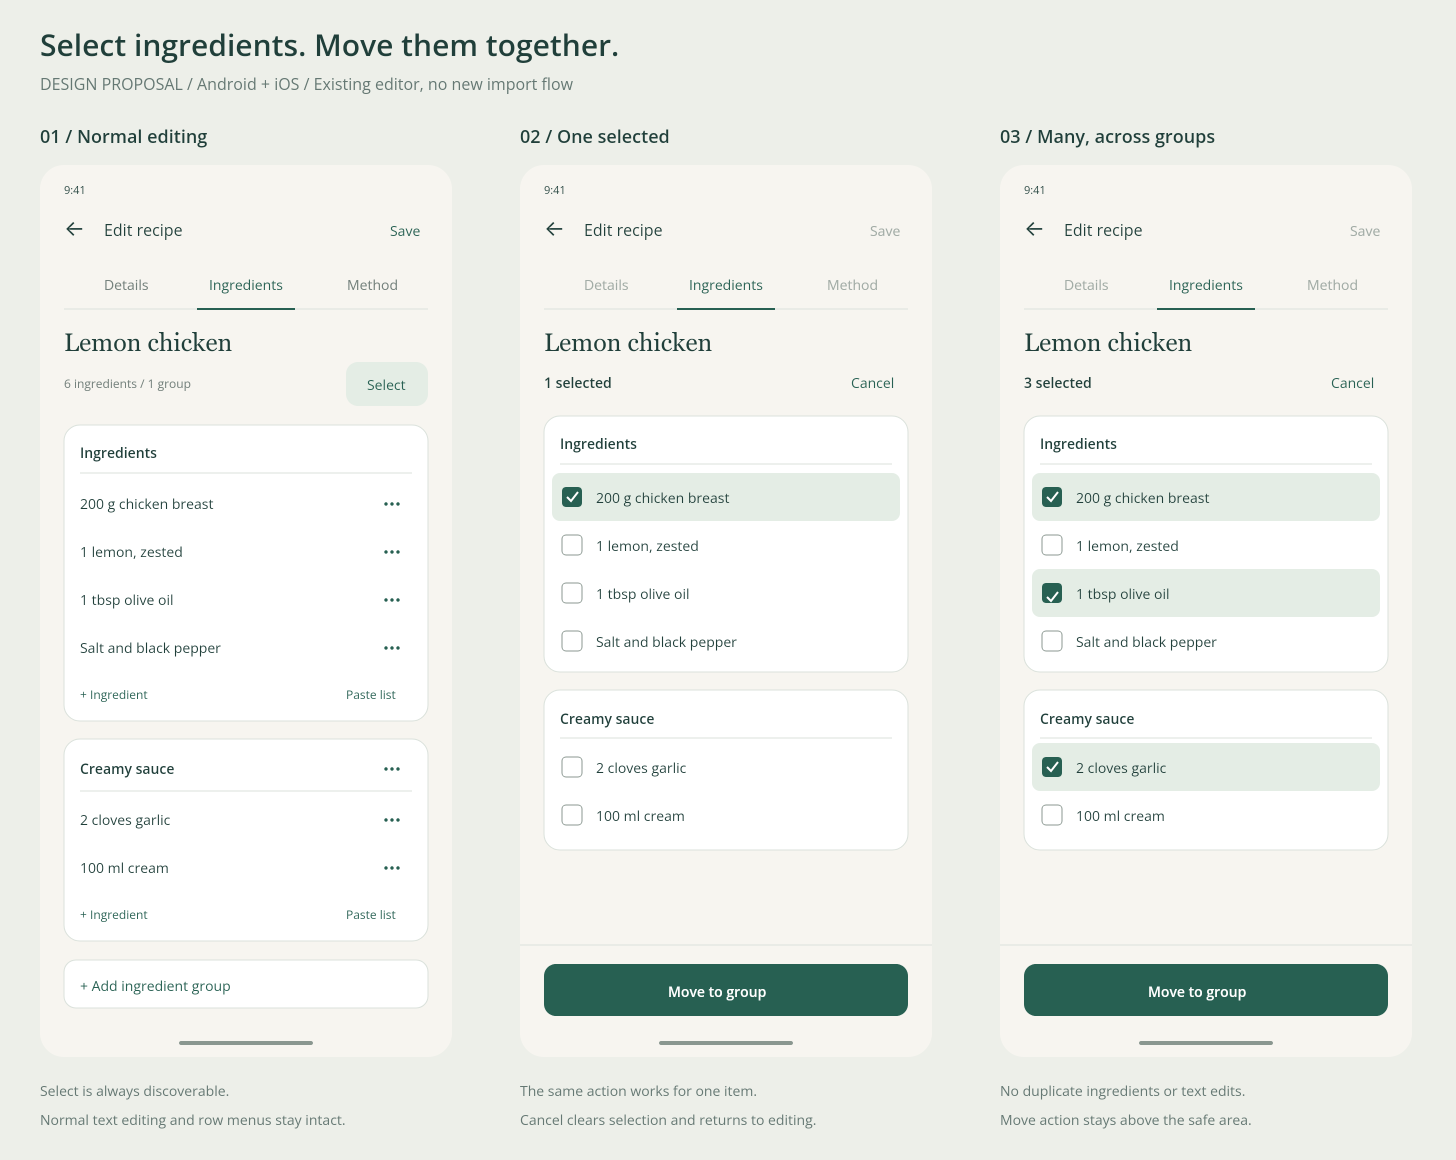 Select ingredients. Move them together.
DESIGN PROPOSAL / Android + iOS / Existing editor, no new import flow
01 / Normal editing
9:41
Edit recipe Save
Details Ingredients Method
Lemon chicken
6 ingredients / 1 group Select
Ingredients
200 g chicken breast
1 lemon, zested
1 tbsp olive oil
Salt and black pepper
+ Ingredient Paste list
Creamy sauce
2 cloves garlic
100 ml cream
+ Ingredient Paste list
+ Add ingredient group
Select is always discoverable.
Normal text editing and row menus stay intact.
02 / One selected
9:41
Edit recipe Save
Details Ingredients Method
Lemon chicken
1 selected Cancel
Ingredients
200 g chicken breast
1 lemon, zested
1 tbsp olive oil
Salt and black pepper
Creamy sauce
2 cloves garlic
100 ml cream
Move to group
The same action works for one item.
Cancel clears selection and returns to editing.
03 / Many, across groups
9:41
Edit recipe Save
Details Ingredients Method
Lemon chicken
3 selected Cancel
Ingredients
200 g chicken breast
1 lemon, zested
1 tbsp olive oil
Salt and black pepper
Creamy sauce
2 cloves garlic
100 ml cream
Move to group
No duplicate ingredients or text edits.
Move action stays above the safe area.